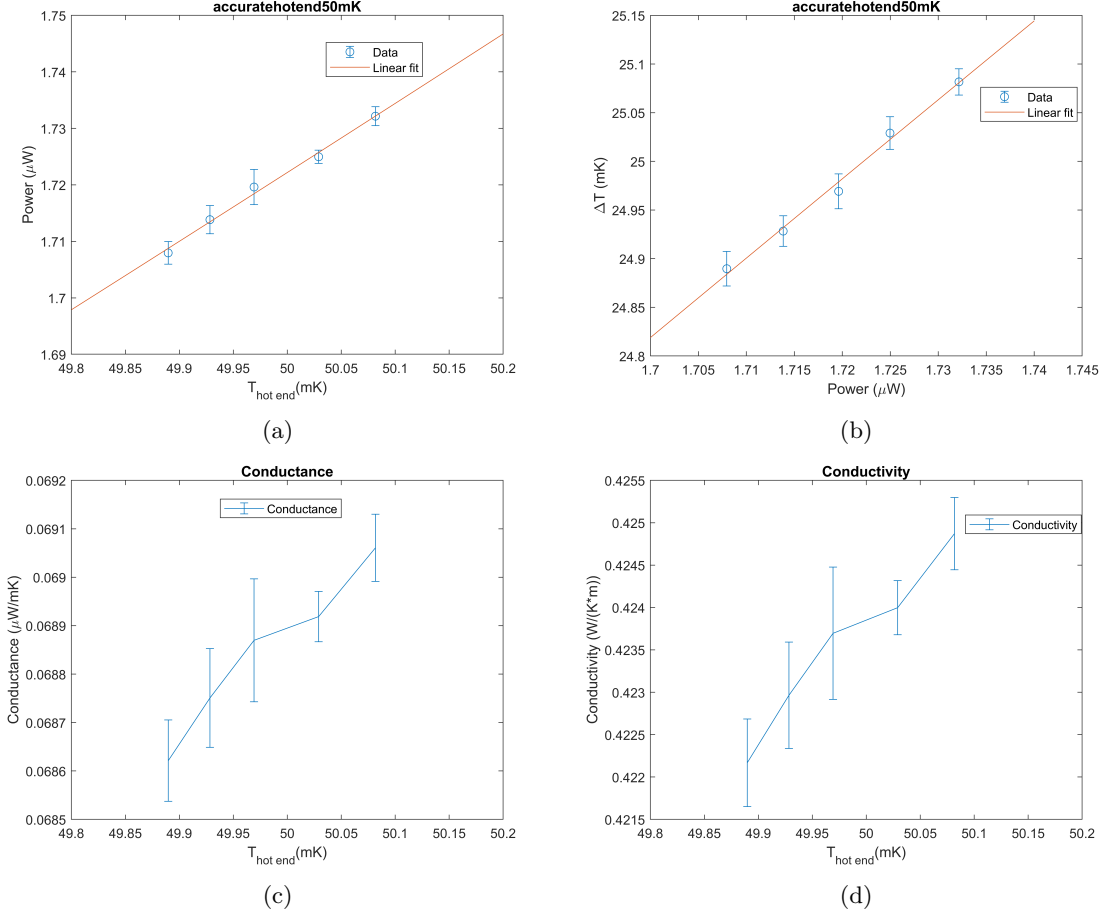 accuratehotend50mK
1.75
1.74
1.73
1.72
1.71
1.7
1.69
Power (μW)
Data
Linear fit
49.8 49.85 49.9 49.95 50 50.05 50.1 50.15 50.2
T hot end(mK)
(a)
accuratehotend50mK
25.15
25.1
25.05
25
24.95
24.9
24.85
24.8
ΔT (mK)
Data
Linear fit
1.7 1.705 1.71 1.715 1.72 1.725 1.73 1.735 1.74 1.745
Power (μW)
(b)
Conductance
0.0692
0.0691
0.069
0.0689
0.0688
0.0687
0.0686
0.0685
Conductance (μW/mK)
Conductance
49.8 49.85 49.9 49.95 50 50.05 50.1 50.15 50.2
T hot end(mK)
(c)
Conductivity
0.4255
0.425
0.4245
0.424
0.4235
0.423
0.4225
0.422
0.4215
Conductivity (W/(K*m))
Conductivity
49.8 49.85 49.9 49.95 50 50.05 50.1 50.15 50.2
T hot end(mK)
(d)